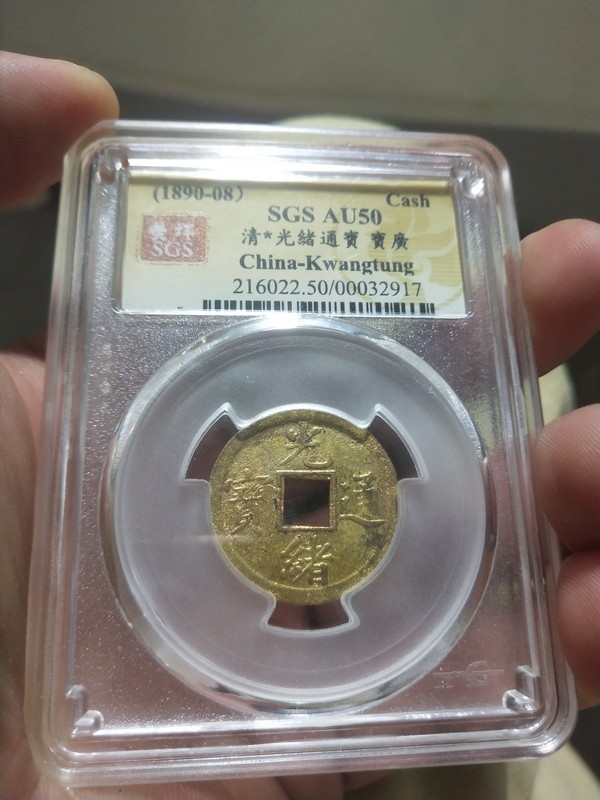 (1890-08) Cash
SGS AU50
SGS
清*光緒通寶 寶廣
China-Kwangtung
216022.50/00032917
光
寶 通
緒